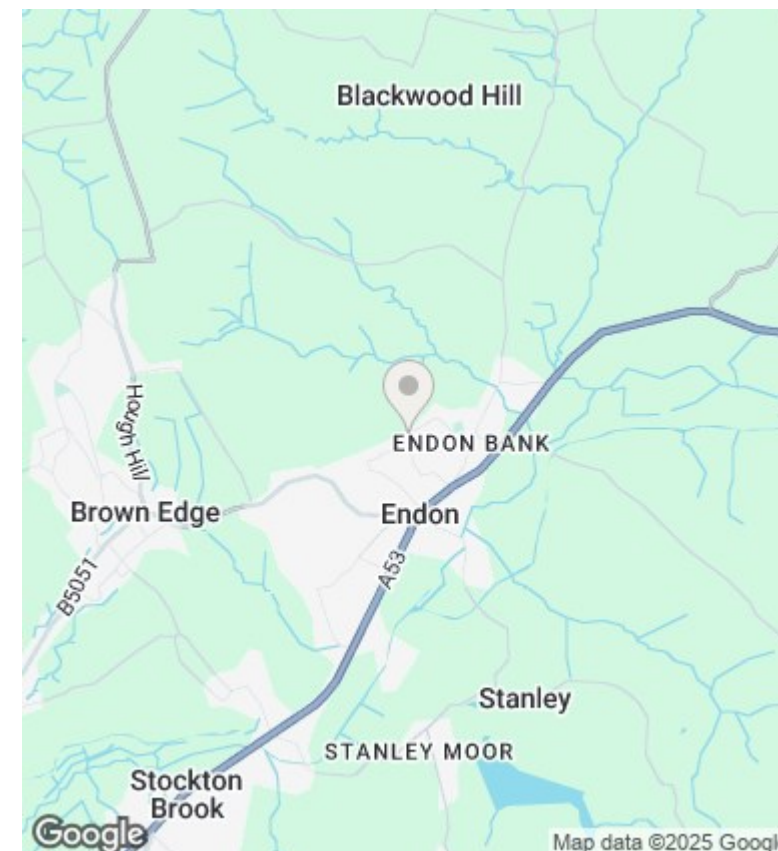 Blackwood Hill
Hough Hill
ENDON BANK
Brown Edge
Endon
A53
B5051
Stanley
STANLEY MOOR
Stockton
Brook
Google
Map data ©2025 Google